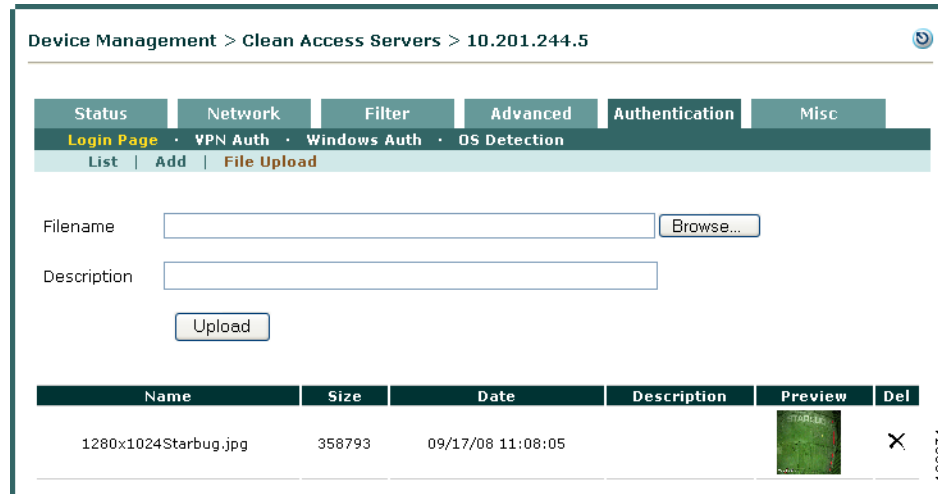 Device Management > Clean Access Servers > 10.201.244.5
Status Network Filter Advanced Authentication Misc
Login Page · VPN Auth · Windows Auth · OS Detection
List | Add | File Upload
Filename Browse...
Description
Upload
Name Size Date Description Preview Del
1280x1024Starbug.jpg 358793 09/17/08 11:08:05